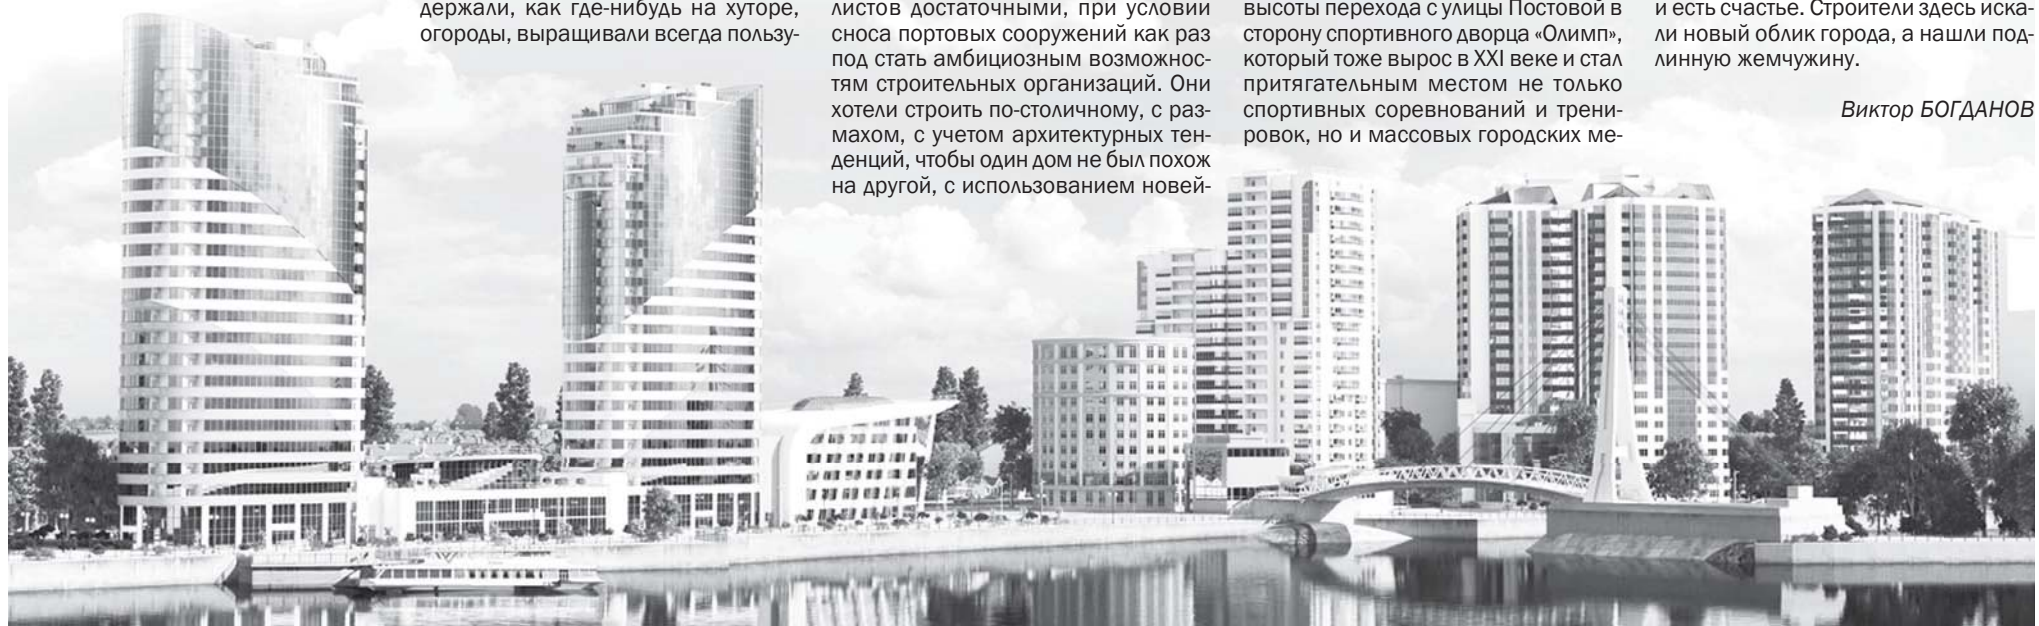 держали, как где-нибудь на хуторе,
огороды, выращивали всегда пользу-
листов достаточными, при условии
сноса портовых сооружений как раз
под стать амбициозным возможнос-
тям строительных организаций. Они
хотели строить по-столичному, с раз-
махом, с учетом архитектурных тен-
денций, чтобы один дом не был похож
на другой, с использованием новей-
высоты перехода с улицы Постовой в
сторону спортивного дворца «Олимп»,
который тоже вырос в XXI веке и стал
притягательным местом не только
спортивных соревнований и трени-
ровок, но и массовых городских ме-
и есть счастье. Строители здесь иска-
ли новый облик города, а нашли под-
линную жемчужину.
Виктор БОГДАНОВ